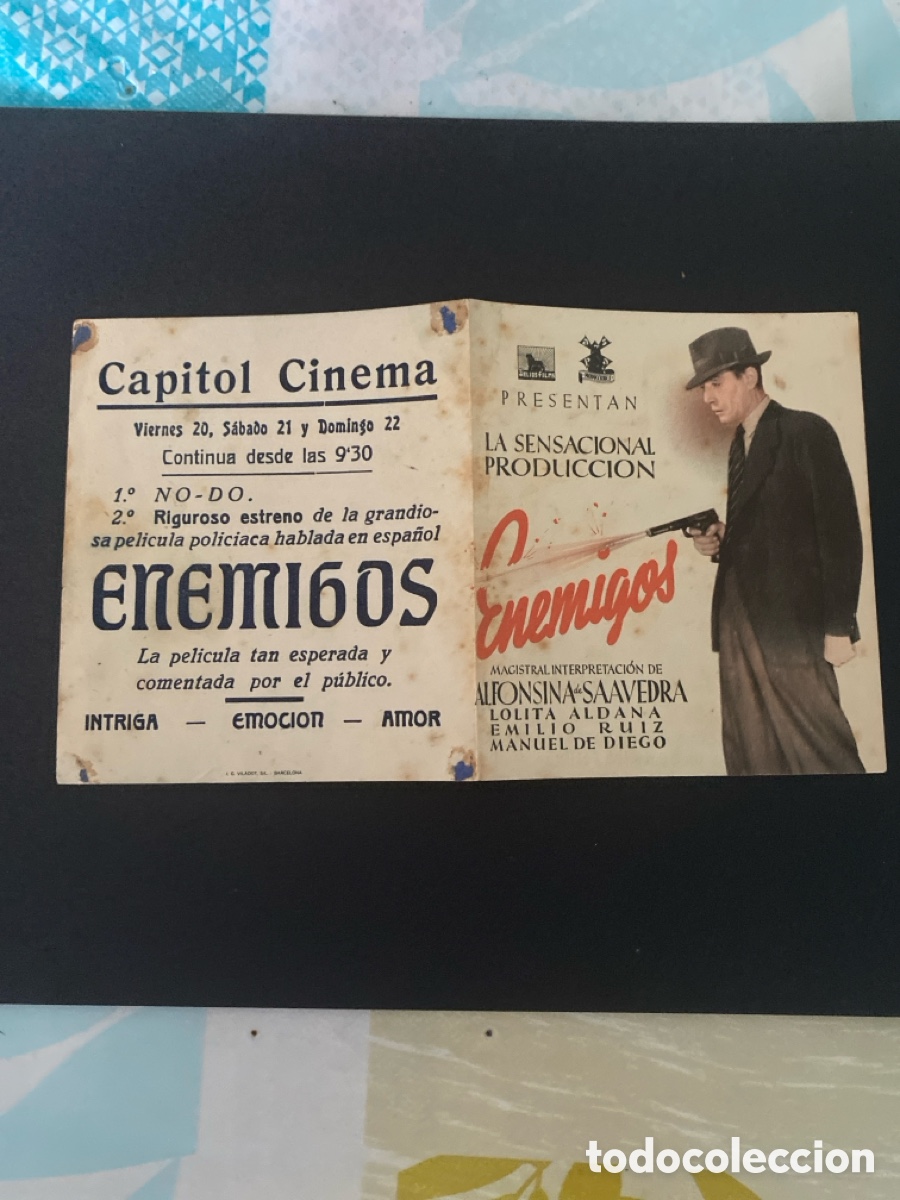 Capitol Cinema
Viernes 20, Sábado 21 y Domingo 22
Continua desde las 9'30
1.º NO-DO.
2.º Riguroso estreno de la grandio-
sa pelicula policiaca hablada en español
ENEMIGOS
La pelicula tan esperada y
comentada por el público.
INTRIGA — EMOCION — AMOR
BARCELONA
HELIOS FILMS
PRESENTAN
LA SENSACIONAL
PRODUCCION
Enemigos
MAGISTRAL INTERPRETACIÓN DE
ALFONSINA de SAAVEDRA
LOLITA ALDANA
EMILIO RUIZ
MANUEL DE DIEGO
todocoleccion